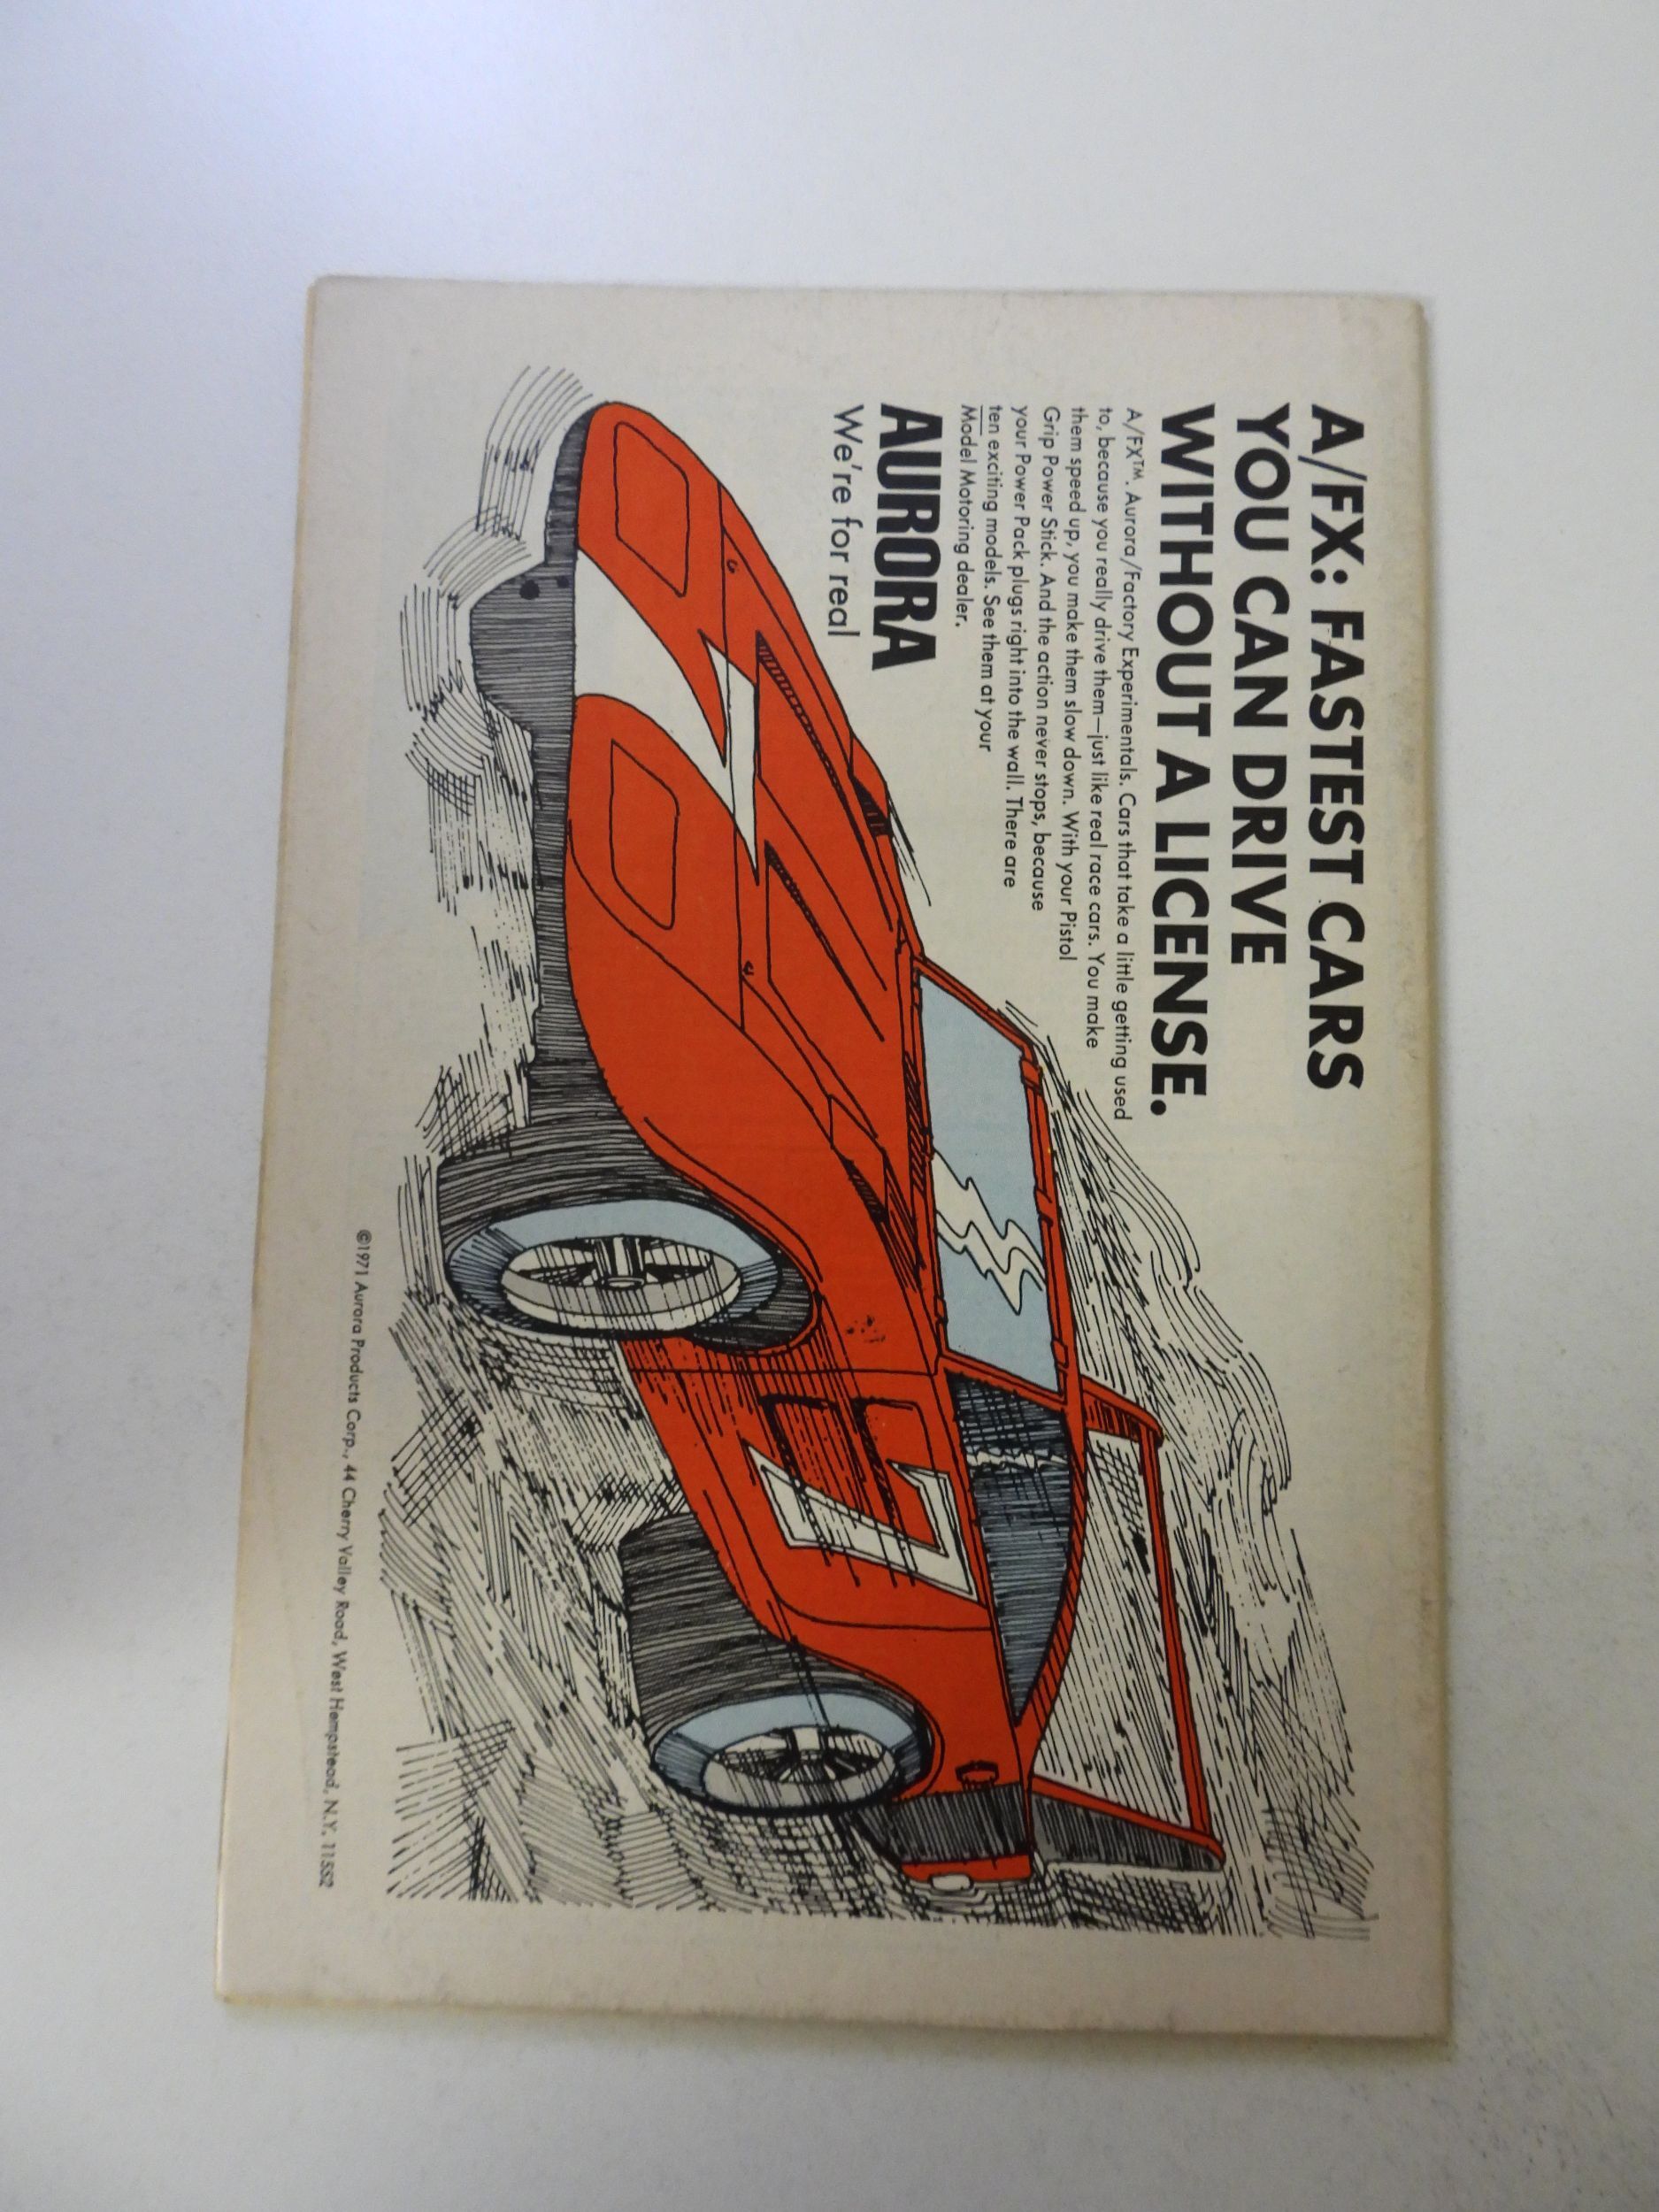 A/FX: FASTEST CARS
YOU CAN DRIVE
WITHOUT A LICENSE.
A/FX™. Aurora/Factory Experimentals. Cars that take a little getting used
to, because you really drive them—just like real race cars. You make
them speed up, you make them slow down. With your Pistol
Grip Power Stick. And the action never stops, because
your Power Pack plugs right into the wall. There are
ten exciting models. See them at your
Model Motoring dealer.
AURORA
We're for real
7
©1971 Aurora Products Corp., 44 Cherry Valley Road, West Hempstead, N.Y. 11552